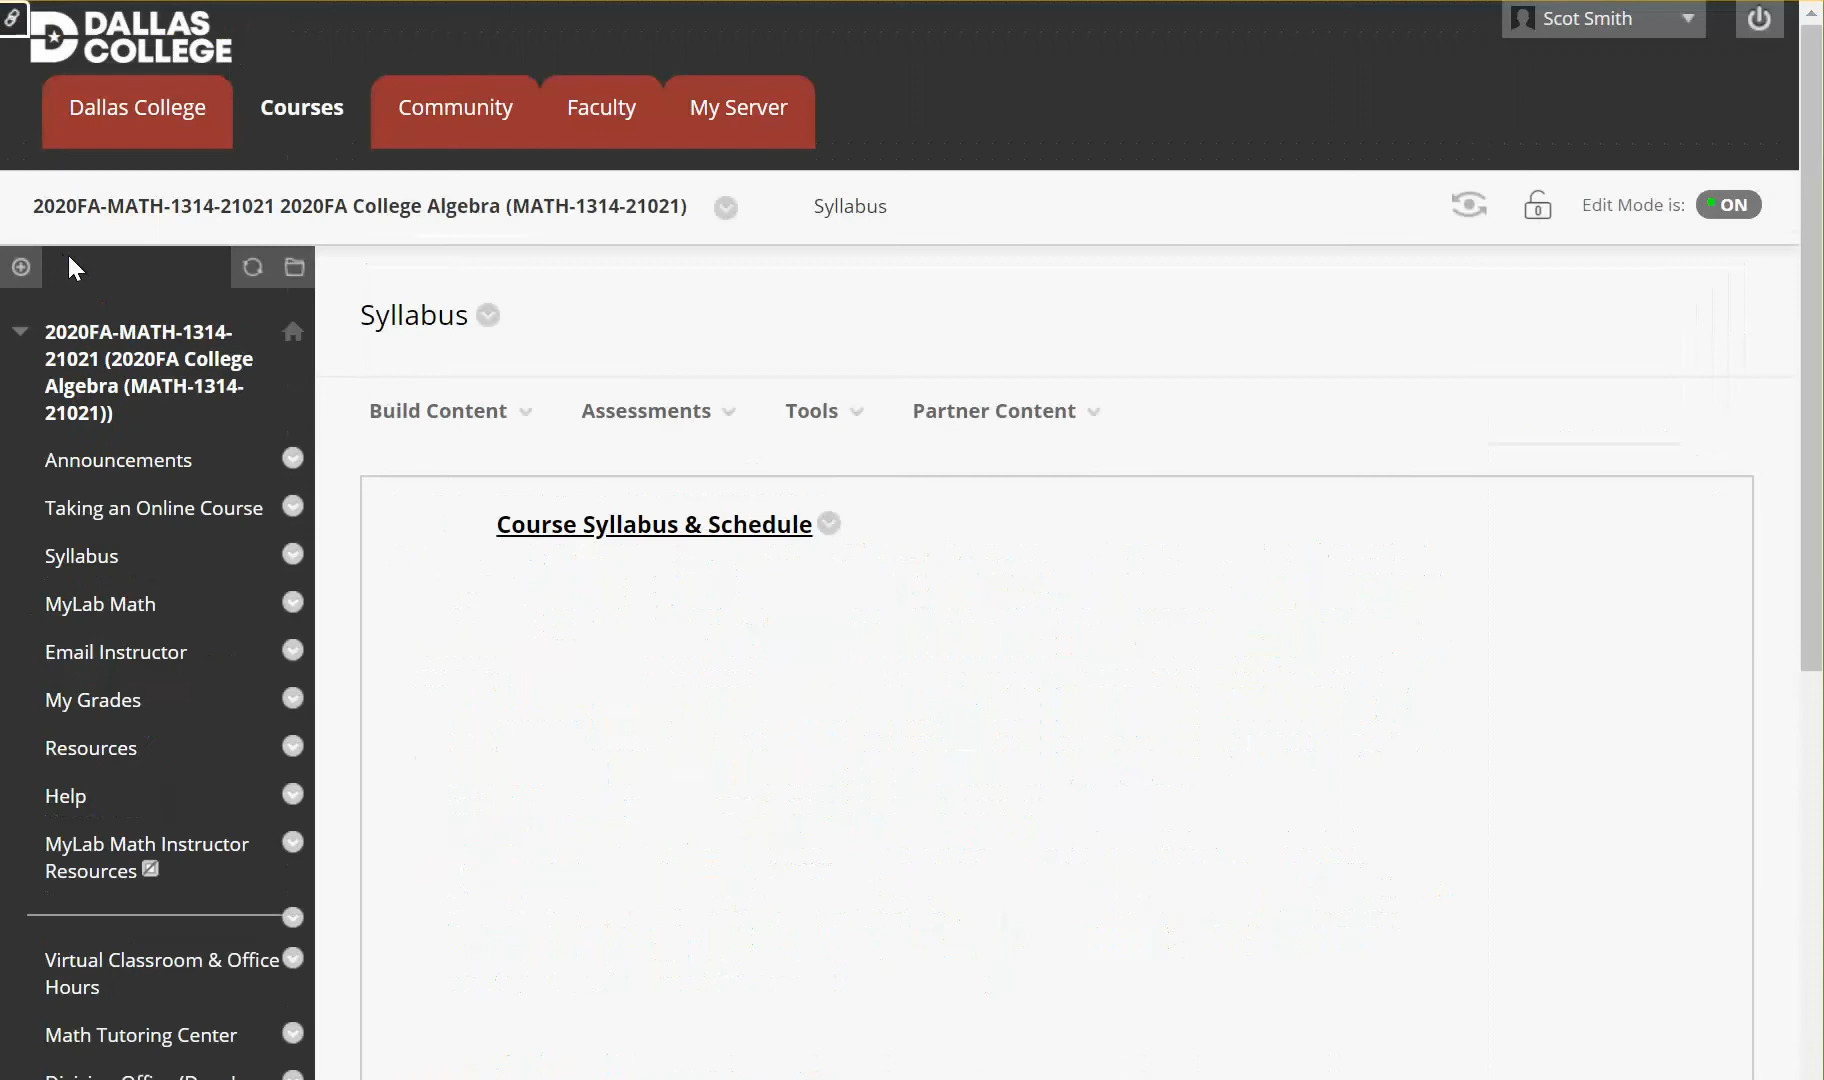 DALLAS
COLLEGE
Scot Smith
Dallas College
Courses
Community
Faculty
My Server
2020FA-MATH-1314-21021 2020FA College Algebra (MATH-1314-21021)
Syllabus
0
Edit Mode is:
ON
2020FA-MATH-1314-
21021 (2020FA College
Algebra (MATH-1314-
21021))
Announcements
Taking an Online Course
Syllabus
MyLab Math
Email Instructor
My Grades
Resources
Help
MyLab Math Instructor
Resources
Virtual Classroom & Office
Hours
Math Tutoring Center
Syllabus
Build Content
Assessments
Tools
Partner Content
Course Syllabus & Schedule